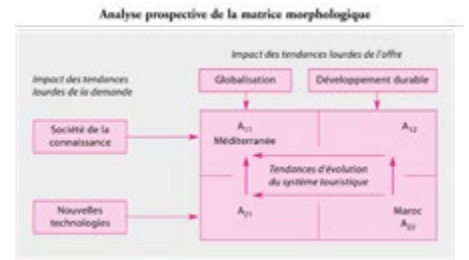 Analyse prospective de la matrice morphologique
Impact des tendances lourdes de l'offre
Impact des tendances
lourdes de la demande
Globalisation
Développement durable
Société de la
connaissance
A11
Méditerranée
A12
Tendances d'évolution
du système touristique
Nouvelles
technologies
A21
Maroc
A22